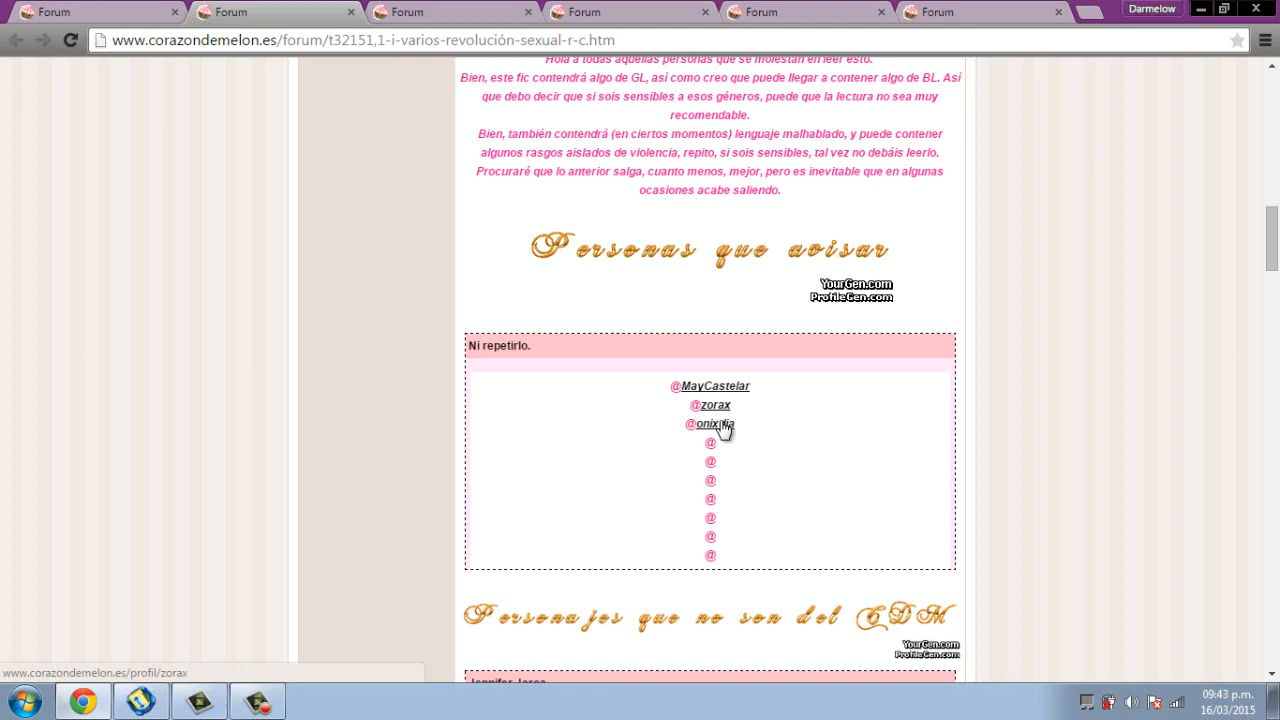 Forum
Forum
Forum
Forum
Forum
Forum
Darmelow
www.corazondemelon.es/forum/t32151,1-i-varios-revolución-sexual-r-c.htm
Hola a todas aquellas personas que se molestan en leer esto.
Bien, este fic contendrá algo de GL, así como creo que puede llegar a contener algo de BL. Así
que debo decir que si sois sensibles a esos géneros, puede que la lectura no sea muy
recomendable.
Bien, también contendrá (en ciertos momentos) lenguaje malhablado, y puede contener
algunos rasgos aislados de violencia, repito, si sois sensibles, tal vez no debáis leerlo.
Procuraré que lo anterior salga, cuanto menos, mejor, pero es inevitable que en algunas
ocasiones acabe saliendo.
Personas que avisar
YourGen.com
ProfileGen.com
Ni repetirlo.
@MayCastelar
@zorax
@
@
@
@
@
@
@
@
Personajes que no son del CDM
YourGen.com
ProfileGen.com
www.corazondemelon.es/profil/zorax
09:43 p.m.
16/03/2015